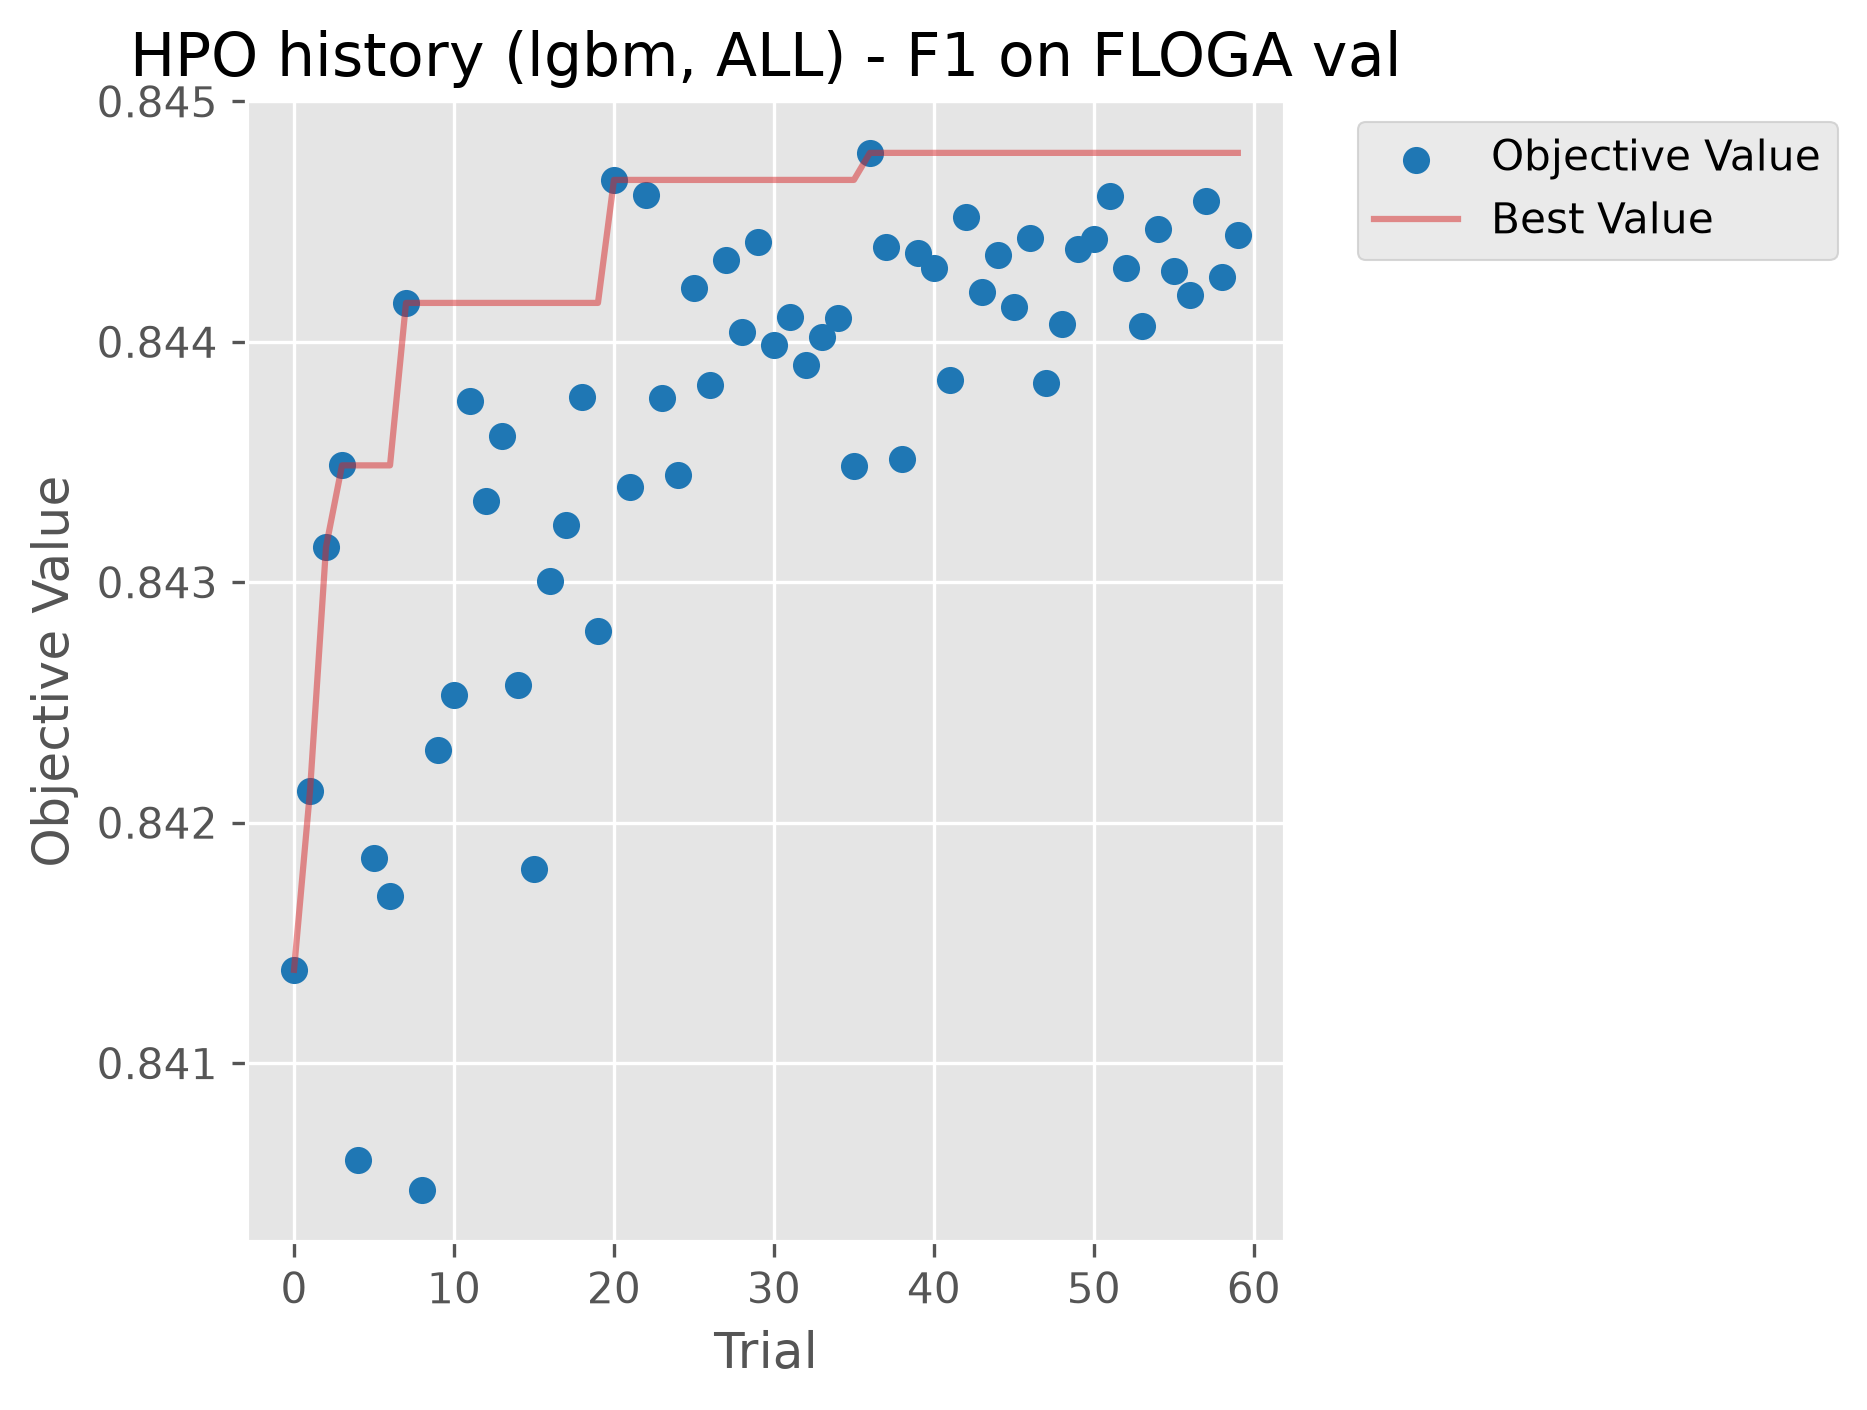 HPO history (lgbm, ALL) - F1 on FLOGA val
Objective Value
Best Value
0.845
0.844
0.843
0.842
0.841
Objective Value
0 10 20 30 40 50 60
Trial